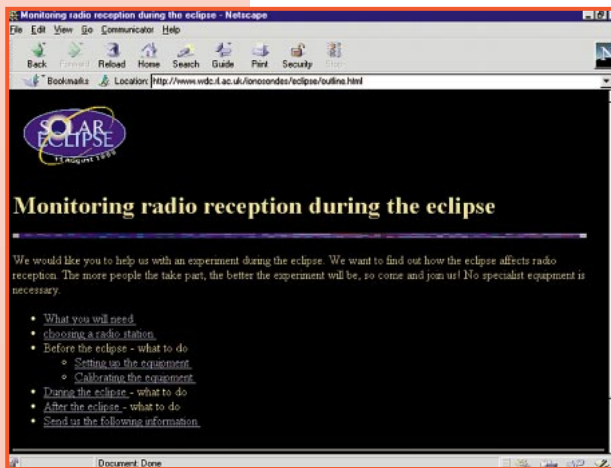 Monitoring radio reception during the eclipse - Netscape
File Edit View Go Communicator Help
Back Forward Reload Home Search Guide Print Security Stop
Bookmarks Location: http://www.wdc.rl.ac.uk/ionosondes/eclipse/outline.html
SOLAR
ECLIPSE
11 August 1999
Monitoring radio reception during the eclipse
We would like you to help us with an experiment during the eclipse. We want to find out how the eclipse affects radio
reception. The more people the take part, the better the experiment will be, so come and join us! No specialist equipment is
necessary.
What you will need
choosing a radio station
Before the eclipse - what to do
Setting up the equipment
Calibrating the equipment
During the eclipse - what to do
After the eclipse - what to do
Send us the following information
Document: Done